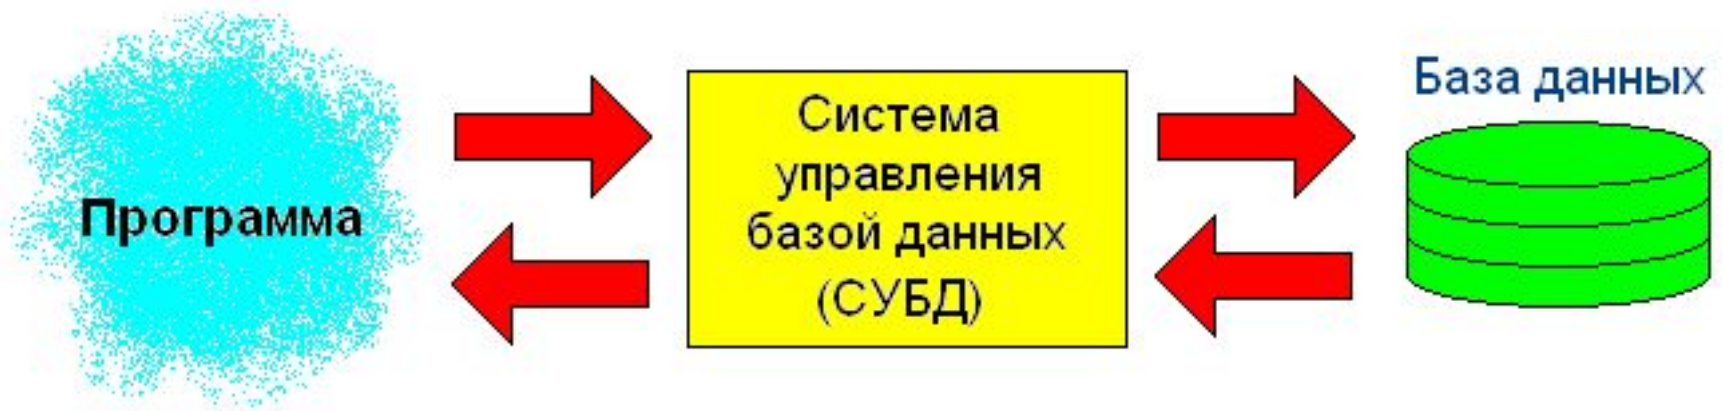 Программа
Система
управления
базой данных
(СУБД)
База данных